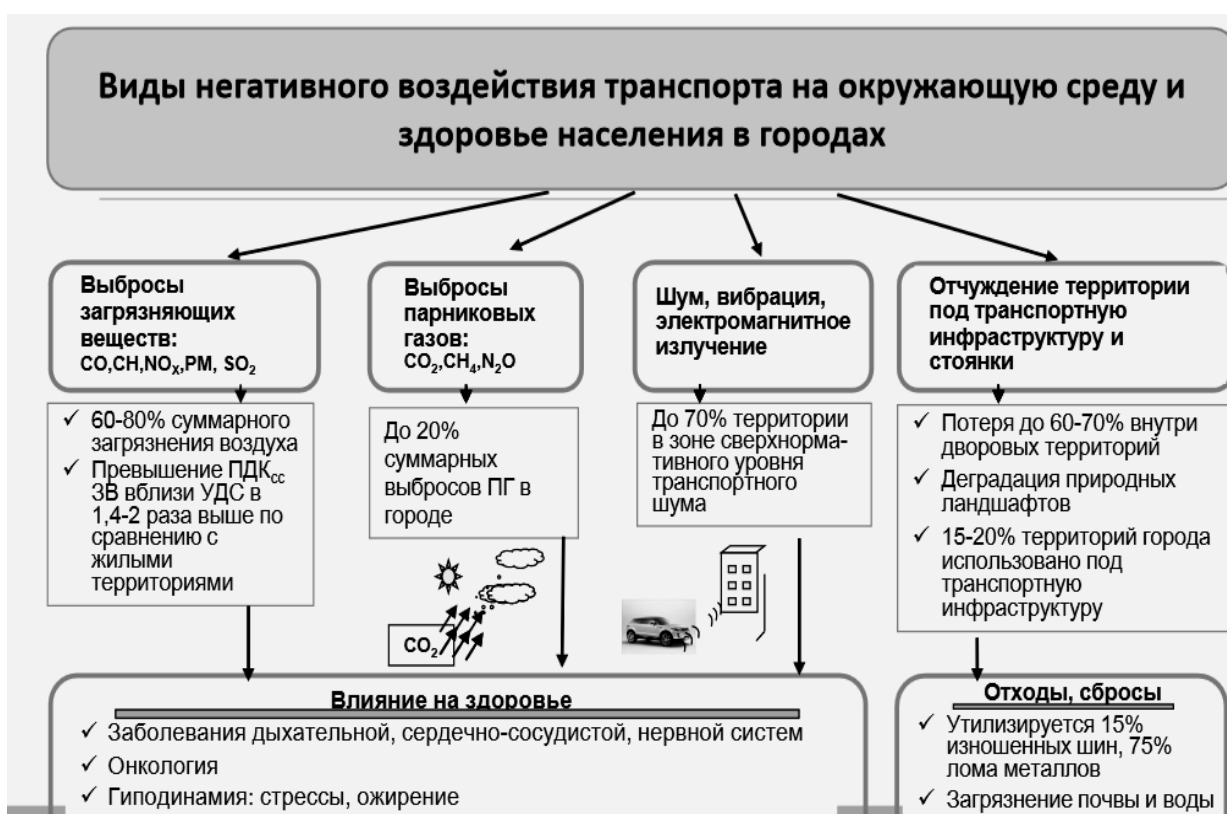 Виды негативного воздействия транспорта на окружающую среду и
здоровье населения в городах
Выбросы
загрязняющих
веществ:
CO,CH,NOX,PM, SO2
✓ 60-80% суммарного
загрязнения воздуха
✓ Превышение ПДКсс
ЗВ вблизи УДС в
1,4-2 раза выше по
сравнению с
жилыми
территориями
Выбросы
парниковых
газов:
CO2,CH4,N2O
До 20%
суммарных
выбросов ПГ в
городе
CO2
Шум, вибрация,
электромагнитное
излучение
До 70% территории
в зоне сверхнорма-
тивного уровня
транспортного
шума
Отчуждение территории
под транспортную
инфраструктуру и
стоянки
✓ Потеря до 60-70% внутри
дворовых территорий
✓ Деградация природных
ландшафтов
✓ 15-20% территорий города
использовано под
транспортную
инфраструктуру
Влияние на здоровье
✓ Заболевания дыхательной, сердечно-сосудистой, нервной систем
✓ Онкология
✓ Гиподинамия: стрессы, ожирение
Отходы, сбросы
✓ Утилизируется 15%
изношенных шин, 75%
лома металлов
✓ Загрязнение почвы и воды